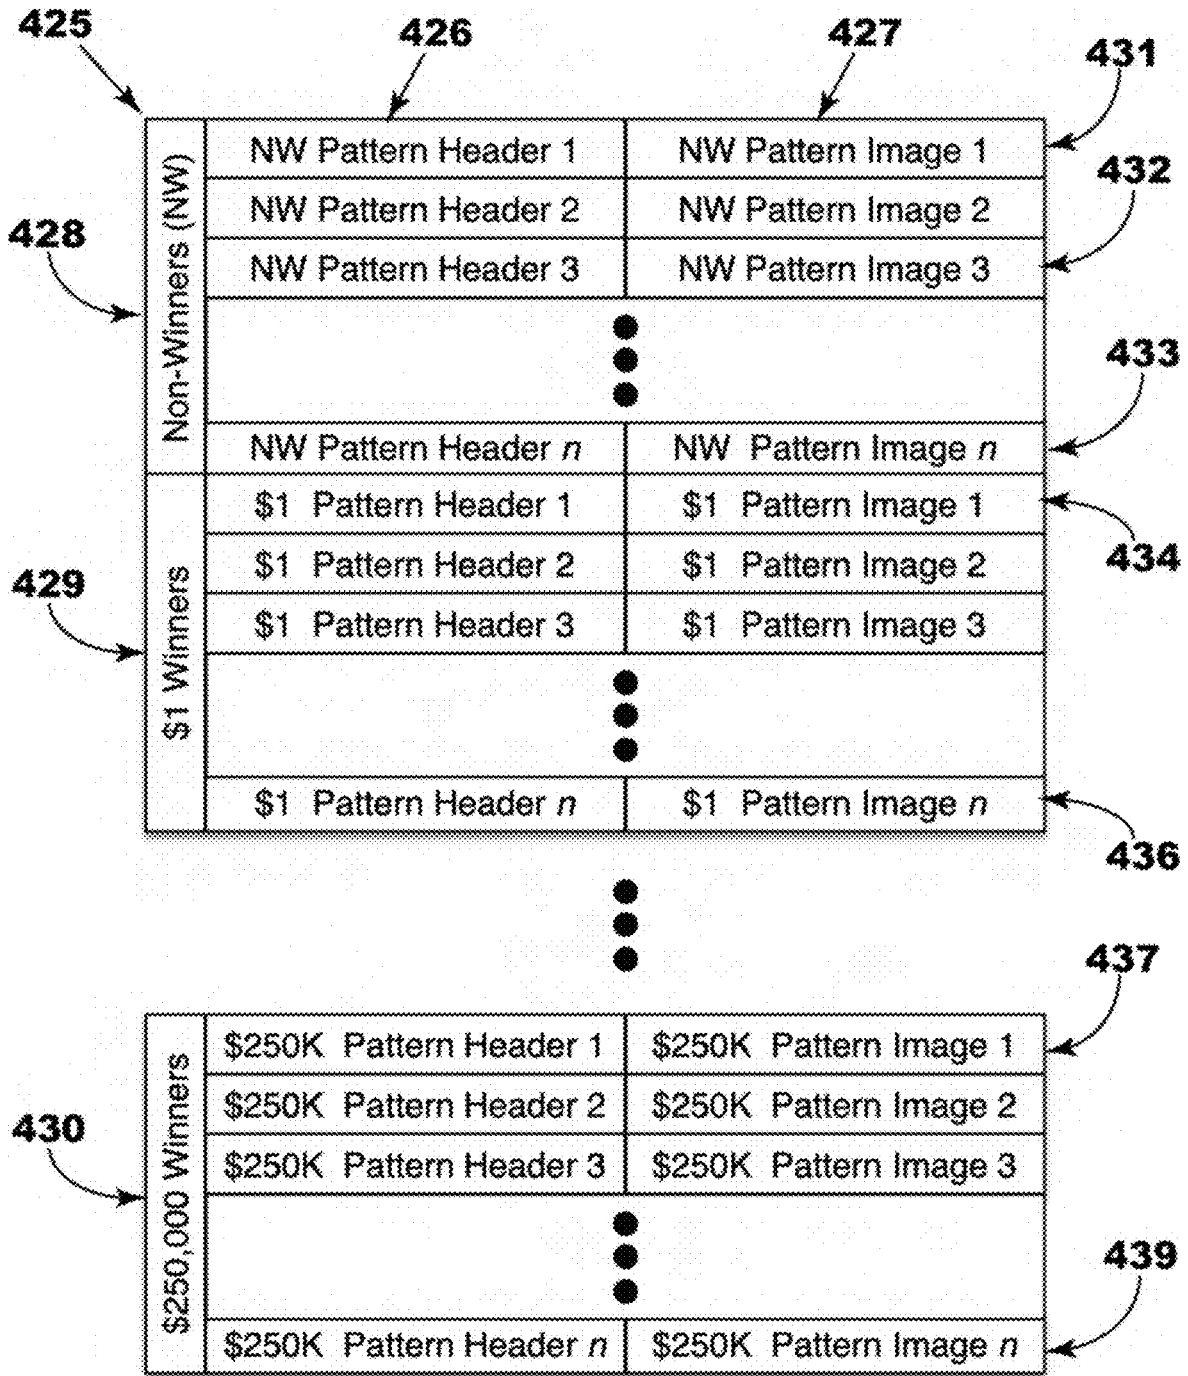 425
426
427
431
NW Pattern Header 1 NW Pattern Image 1
432
NW Pattern Header 2 NW Pattern Image 2
428
Non-Winners (NW)
NW Pattern Header 3 NW Pattern Image 3
433
NW Pattern Header n NW Pattern Image n
$1 Pattern Header 1 $1 Pattern Image 1
434
$1 Pattern Header 2 $1 Pattern Image 2
429
$1 Winners
$1 Pattern Header 3 $1 Pattern Image 3
$1 Pattern Header n $1 Pattern Image n
436
437
$250K Pattern Header 1 $250K Pattern Image 1
$250K Pattern Header 2 $250K Pattern Image 2
430
$250,000 Winners
$250K Pattern Header 3 $250K Pattern Image 3
439
$250K Pattern Header n $250K Pattern Image n